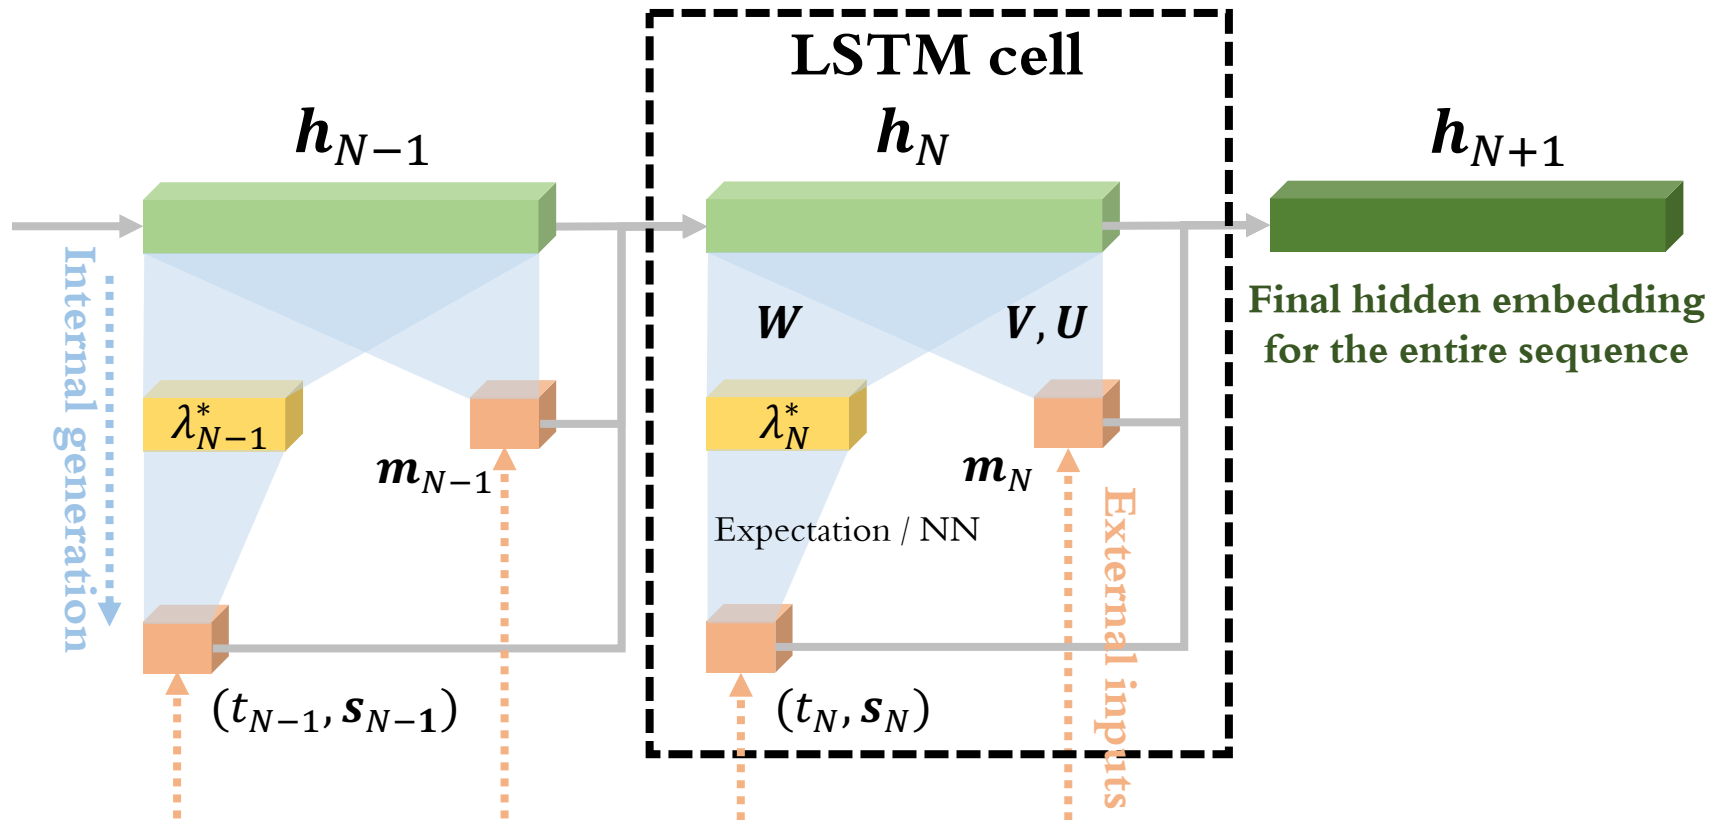 LSTM cell
h_{N−1}
h_N
h_{N+1}
Internal generation
W
V, U
Final hidden embedding
for the entire sequence
λ*_{N−1}
m_{N−1}
λ*_N
m_N
Expectation / NN
External inputs
(t_{N−1}, s_{N−1})
(t_N, s_N)